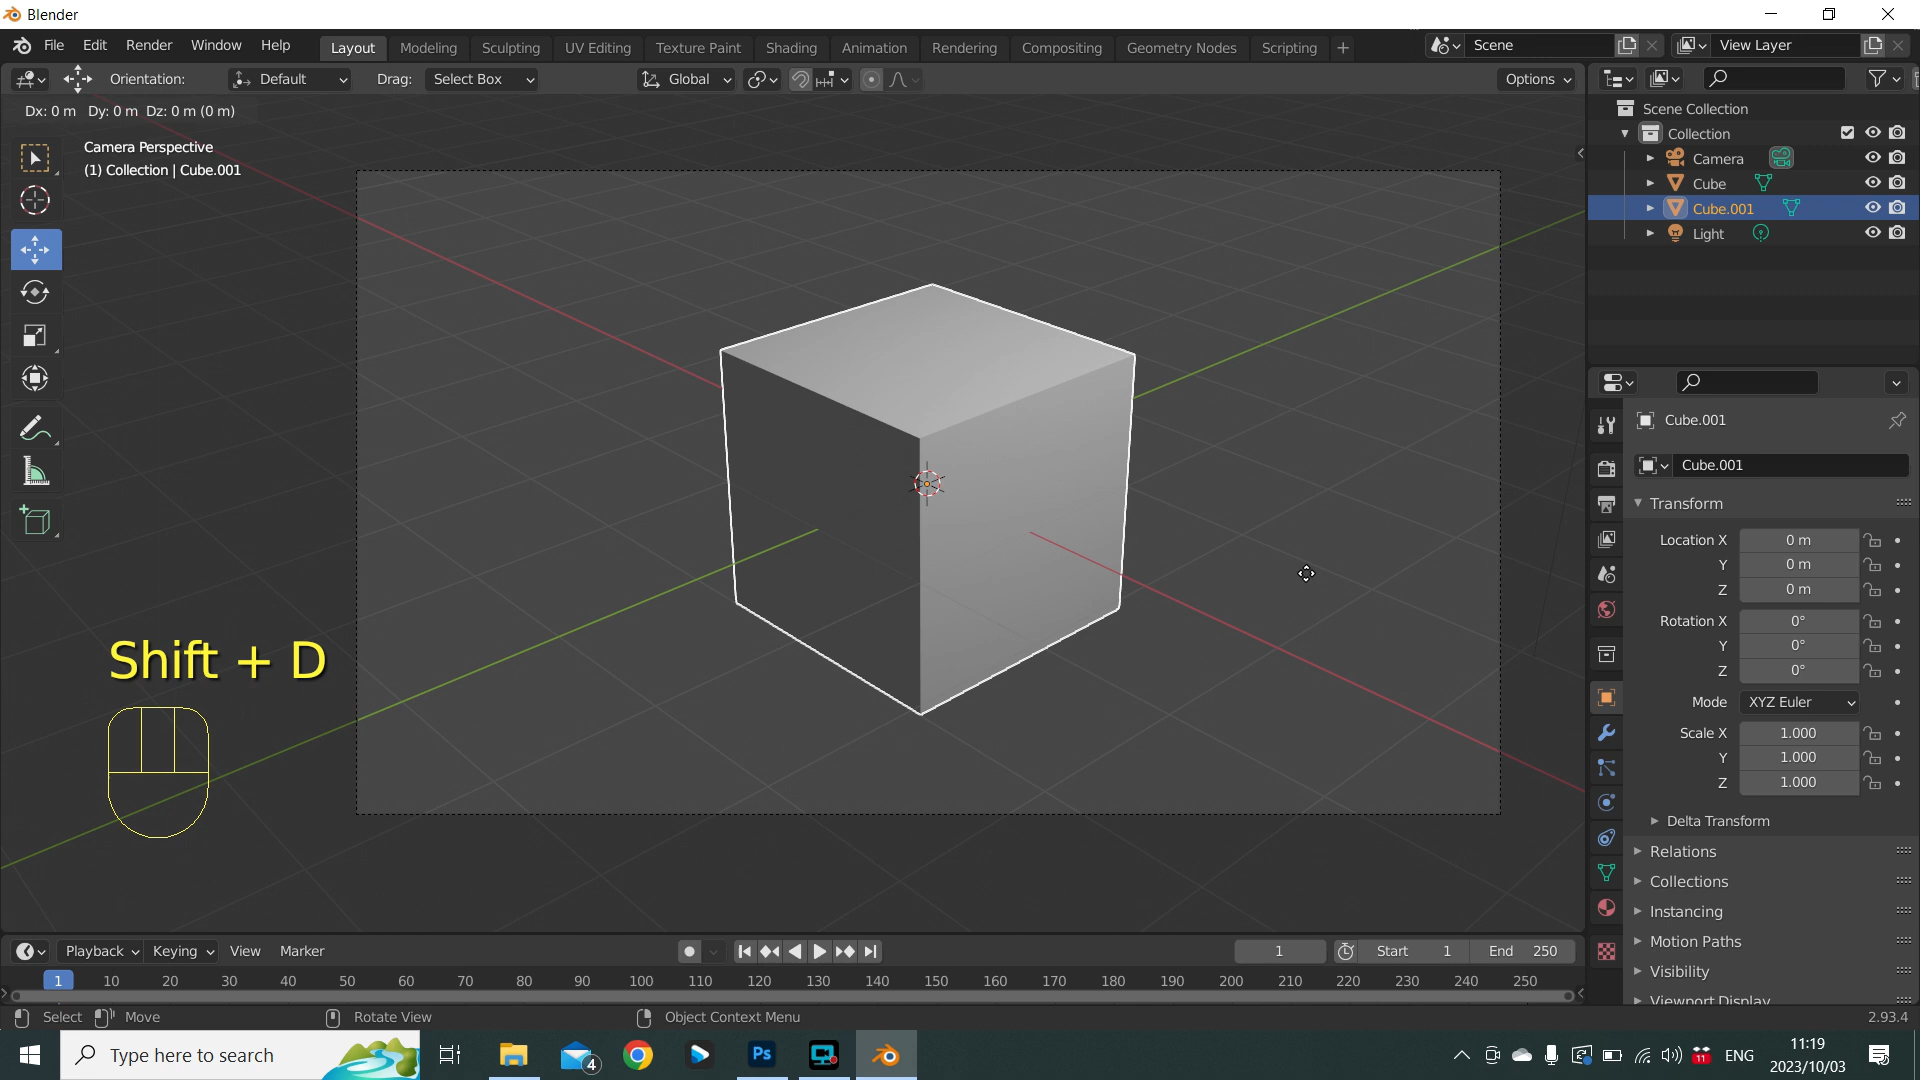 Blender
File Edit Render Window Help Layout Modeling Sculpting UV Editing Texture Paint Shading Animation Rendering Compositing Geometry Nodes Scripting + Scene View Layer
Orientation: Default Drag: Select Box Global Options
Dx: 0 m Dy: 0 m Dz: 0 m (0 m)
Camera Perspective
(1) Collection | Cube.001
Scene Collection
Collection
Camera
Cube
Cube.001
Light
Cube.001
Cube.001
Transform
Location X 0 m
Y 0 m
Z 0 m
Rotation X 0°
Y 0°
Z 0°
Mode XYZ Euler
Scale X 1.000
Y 1.000
Z 1.000
Delta Transform
Relations
Collections
Instancing
Motion Paths
Visibility
Viewport Display
Shift + D
Playback Keying View Marker 1 Start 1 End 250
1 10 20 30 40 50 60 70 80 90 100 110 120 130 140 150 160 170 180 190 200 210 220 230 240 250
Select Move Rotate View Object Context Menu 2.93.4
Type here to search 4 Ps 11 ENG
11:19
2023/10/03